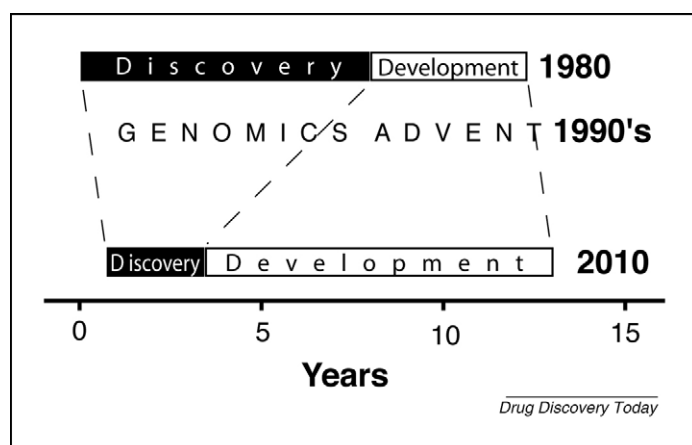 Discovery Development 1980
GENOMICS ADVENT 1990's
Discovery Development 2010
0 5 10 15
Years
Drug Discovery Today